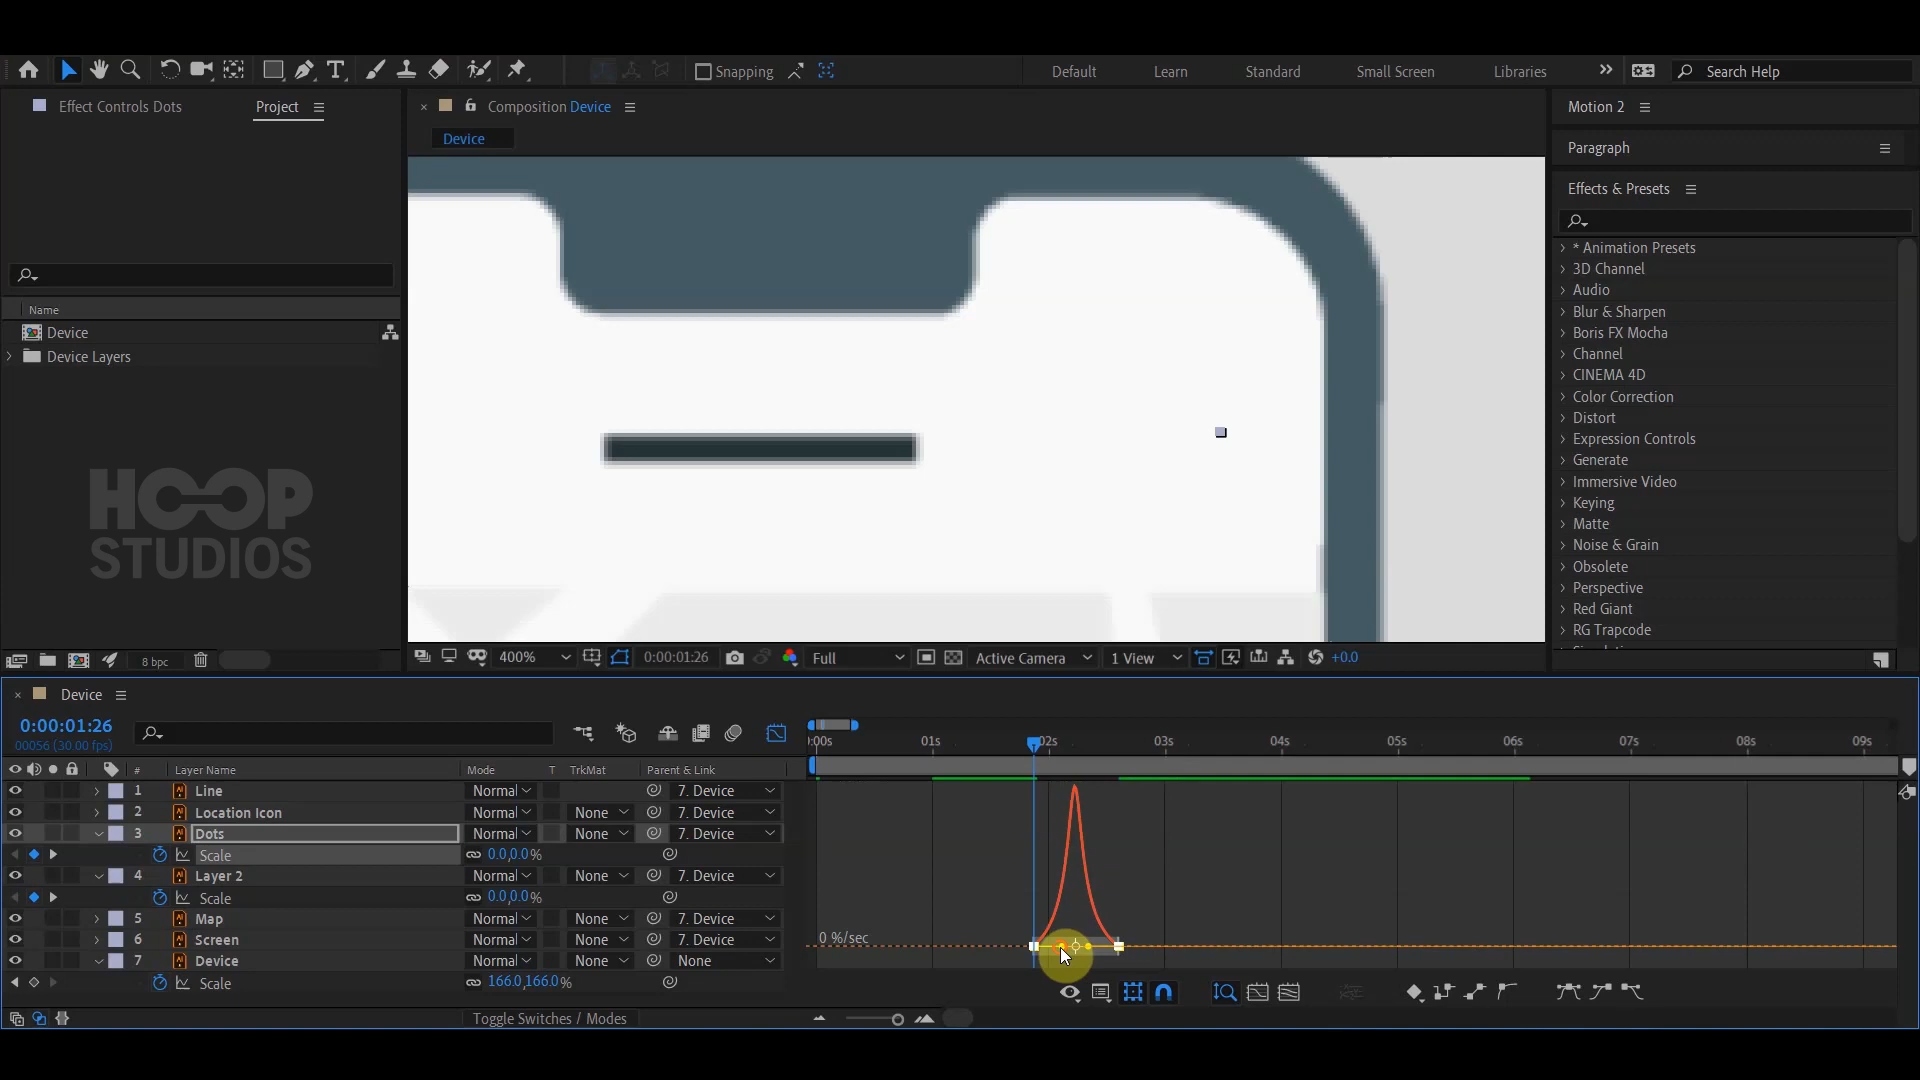 Snapping
Default
Learn
Standard
Small Screen
Libraries
Search Help
Effect Controls Dots
Project
Composition Device
Motion 2
Device
Paragraph
Effects & Presets
Name
Device
Device Layers
* Animation Presets
3D Channel
Audio
Blur & Sharpen
Boris FX Mocha
Channel
CINEMA 4D
Color Correction
Distort
Expression Controls
Generate
Immersive Video
Keying
Matte
Noise & Grain
Obsolete
Perspective
Red Giant
RG Trapcode
HOOP
STUDIOS
8 bpc
400%
0:00:01:26
Full
Active Camera
1 View
+0.0
Device
0:00:01:26
00056 (30.00 fps)
:00s 01s 02s 03s 04s 05s 06s 07s 08s 09s
# Layer Name Mode T TrkMat Parent & Link
1 Line Normal 7. Device
2 Location Icon Normal None 7. Device
3 Dots Normal None 7. Device
Scale 0.0,0.0%
4 Layer 2 Normal None 7. Device
Scale 0.0,0.0%
5 Map Normal None 7. Device
6 Screen Normal None 7. Device
7 Device Normal None None
Scale 166.0,166.0%
0 %/sec
Toggle Switches / Modes